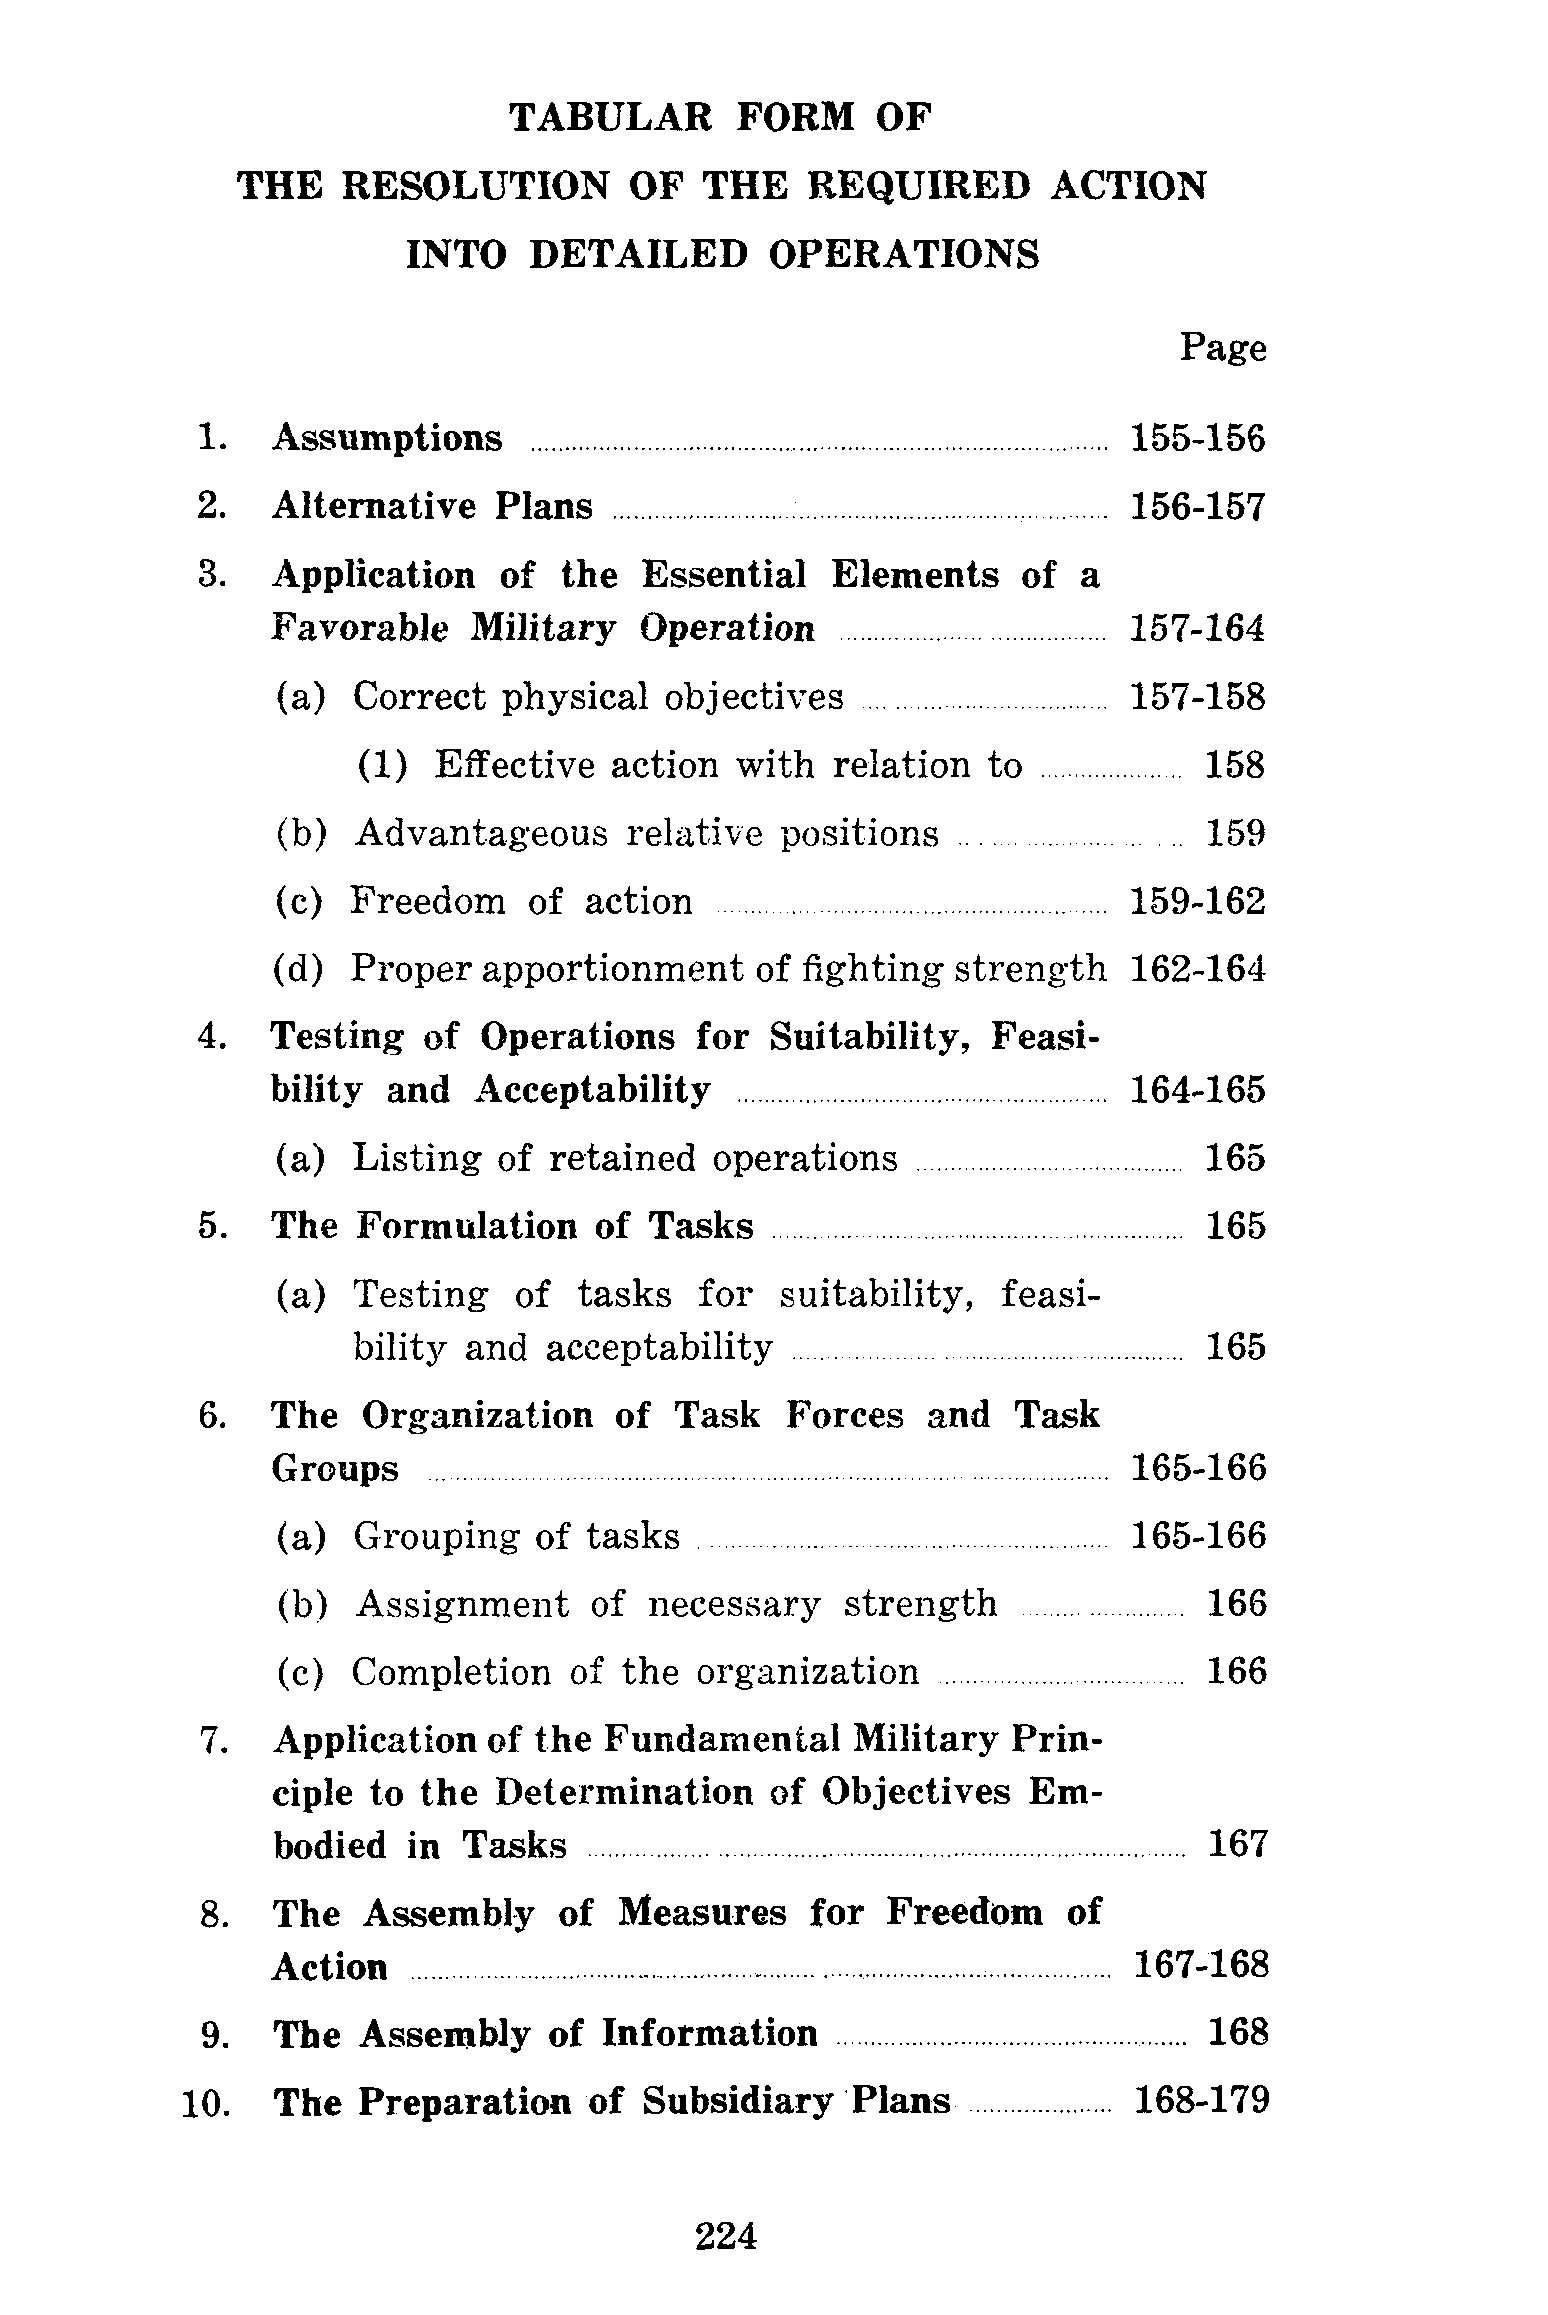 TABULAR FORM OF
THE RESOLUTION OF THE REQUIRED ACTION
INTO DETAILED OPERATIONS
Page
1. Assumptions 155-156
2. Alternative Plans 156-157
3. Application of the Essential Elements of a
Favorable Military Operation 157-164
(a) Correct physical objectives 157-158
(1) Effective action with relation to 158
(b) Advantageous relative positions 159
(c) Freedom of action 159-162
(d) Proper apportionment of fighting strength 162-164
4. Testing of Operations for Suitability, Feasi-
bility and Acceptability 164-165
(a) Listing of retained operations 165
5. The Formulation of Tasks 165
(a) Testing of tasks for suitability, feasi-
bility and acceptability 165
6. The Organization of Task Forces and Task
Groups 165-166
(a) Grouping of tasks 165-166
(b) Assignment of necessary strength 166
(c) Completion of the organization 166
7. Application of the Fundamental Military Prin-
ciple to the Determination of Objectives Em-
bodied in Tasks 167
8. The Assembly of Measures for Freedom of
Action 167-168
9. The Assembly of Information 168
10. The Preparation of Subsidiary Plans 168-179
224